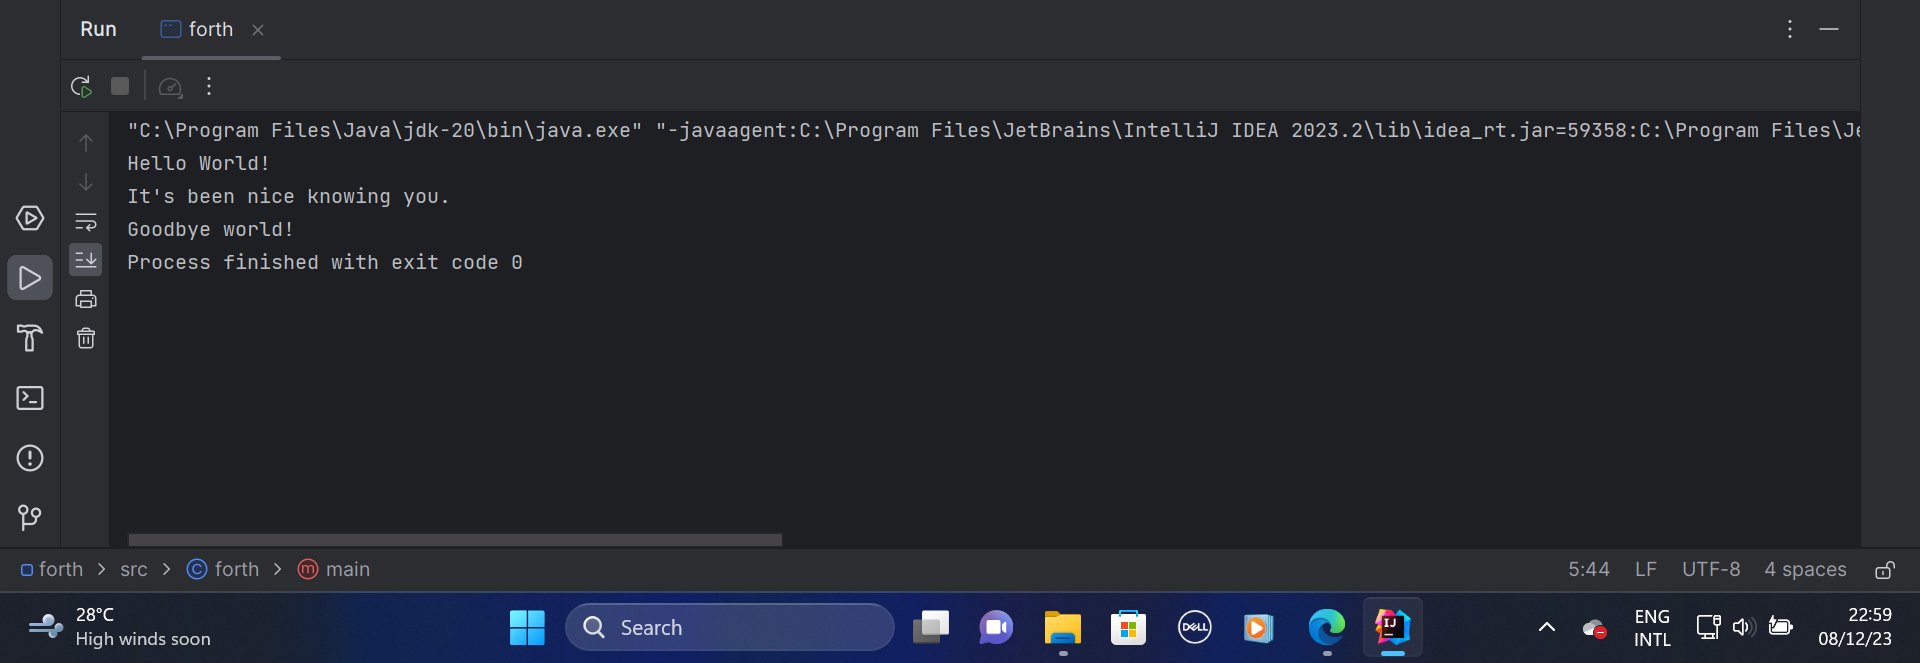 Run forth
"C:\Program Files\Java\jdk-20\bin\java.exe" "-javaagent:C:\Program Files\JetBrains\IntelliJ IDEA 2023.2\lib\idea_rt.jar=59358:C:\Program Files\Je
Hello World!
It's been nice knowing you.
Goodbye world!
Process finished with exit code 0
forth > src > C forth > m main 5:44 LF UTF-8 4 spaces
28°C
High winds soon
Search
DELL
IJ
ENG
INTL
22:59
08/12/23